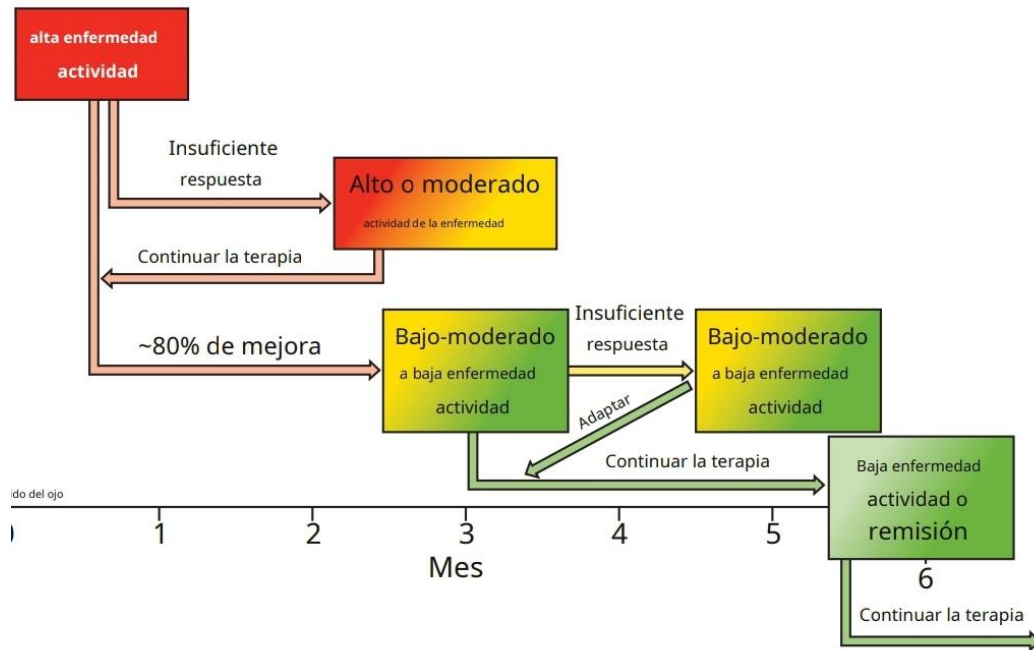 alta enfermedad
actividad
Insuficiente
respuesta
Alto o moderado
actividad de la enfermedad
Continuar la terapia
~80% de mejora
Bajo-moderado
a baja enfermedad
actividad
Insuficiente
respuesta
Bajo-moderado
a baja enfermedad
actividad
Adaptar
Continuar la terapia
Baja enfermedad
actividad o
remisión
ido del ojo
1
2
3
4
5
6
Mes
Continuar la terapia